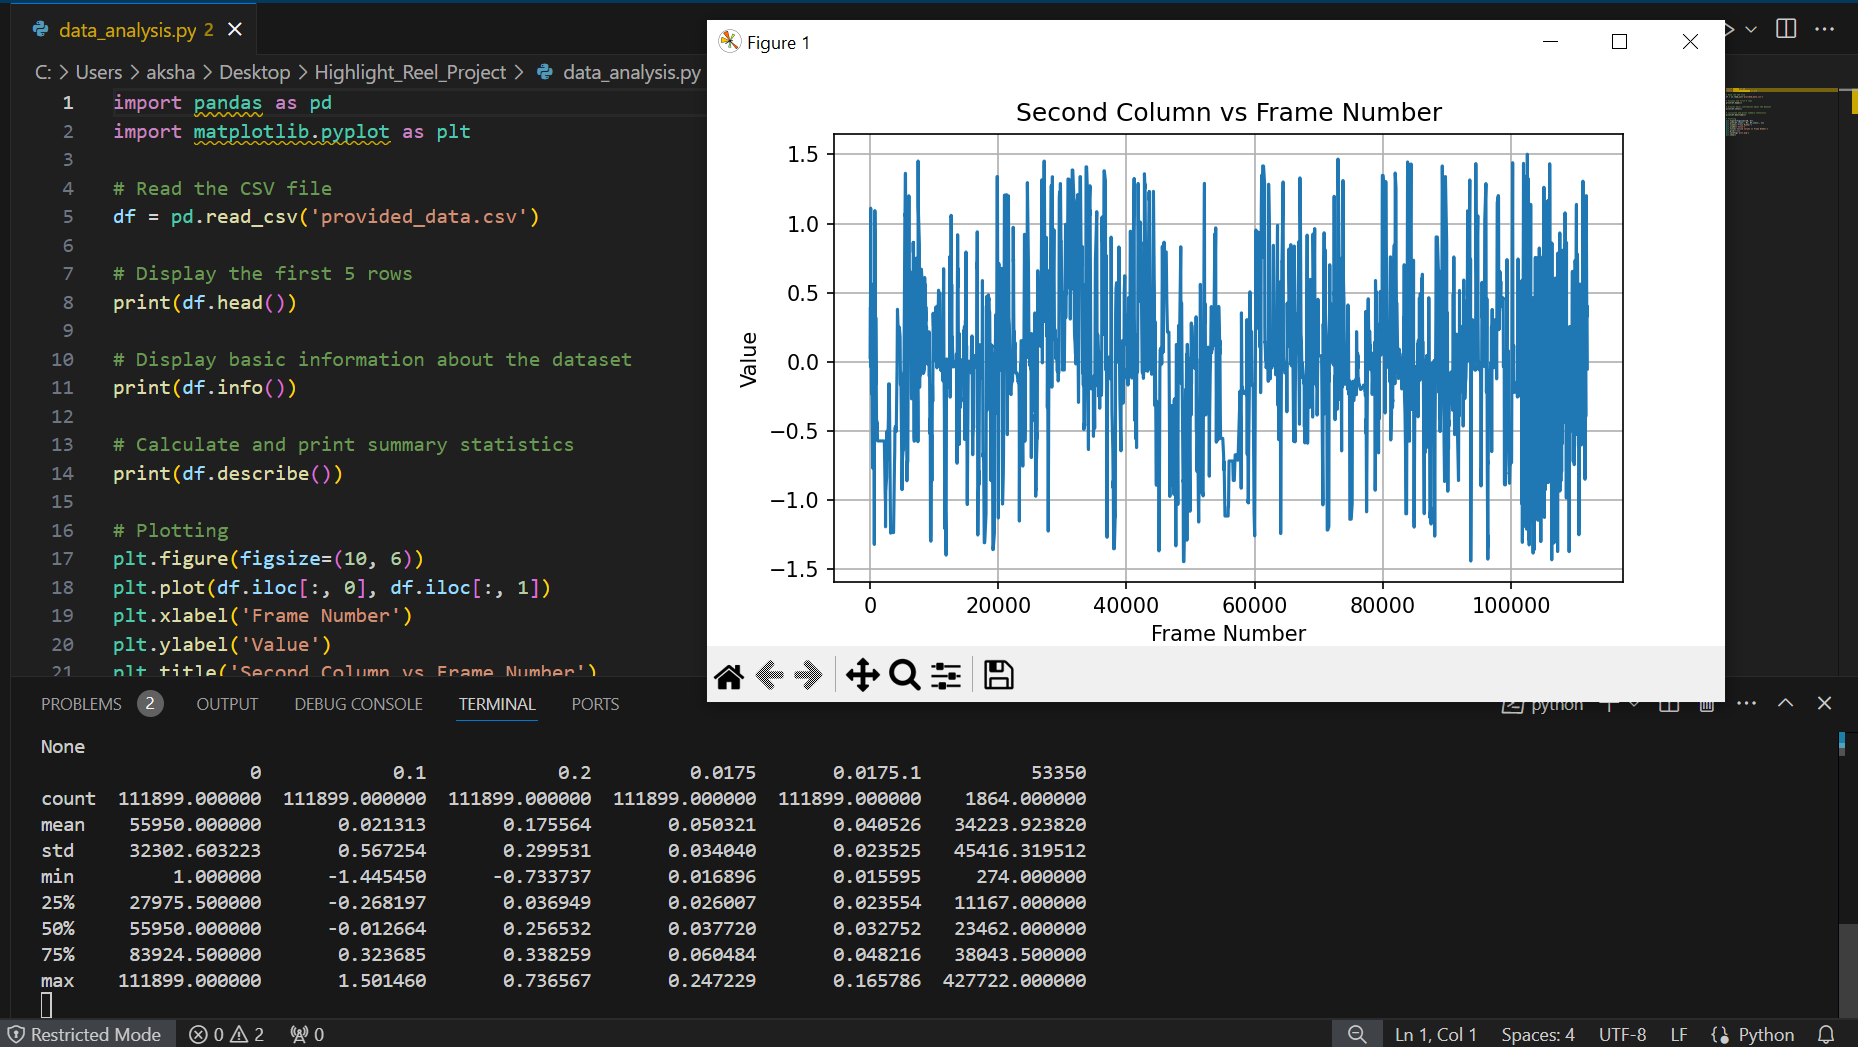 data_analysis.py 2
C: > Users > aksha > Desktop > Highlight_Reel_Project > data_analysis.py
1 import pandas as pd
2 import matplotlib.pyplot as plt
3
4 # Read the CSV file
5 df = pd.read_csv('provided_data.csv')
6
7 # Display the first 5 rows
8 print(df.head())
9
10 # Display basic information about the dataset
11 print(df.info())
12
13 # Calculate and print summary statistics
14 print(df.describe())
15
16 # Plotting
17 plt.figure(figsize=(10, 6))
18 plt.plot(df.iloc[:, 0], df.iloc[:, 1])
19 plt.xlabel('Frame Number')
20 plt.ylabel('Value')
21 plt.title('Second Column vs Frame Number')
Figure 1
Second Column vs Frame Number
1.5
1.0
0.5
0.0
−0.5
−1.0
−1.5
Value
0 20000 40000 60000 80000 100000
Frame Number
PROBLEMS 2 OUTPUT DEBUG CONSOLE TERMINAL PORTS
python
None
0 0.1 0.2 0.0175 0.0175.1 53350
count 111899.000000 111899.000000 111899.000000 111899.000000 111899.000000 1864.000000
mean 55950.000000 0.021313 0.175564 0.050321 0.040526 34223.923820
std 32302.603223 0.567254 0.299531 0.034040 0.023525 45416.319512
min 1.000000 -1.445450 -0.733737 0.016896 0.015595 274.000000
25% 27975.500000 -0.268197 0.036949 0.026007 0.023554 11167.000000
50% 55950.000000 -0.012664 0.256532 0.037720 0.032752 23462.000000
75% 83924.500000 0.323685 0.338259 0.060484 0.048216 38043.500000
max 111899.000000 1.501460 0.736567 0.247229 0.165786 427722.000000
Restricted Mode 0 2 0 Ln 1, Col 1 Spaces: 4 UTF-8 LF Python